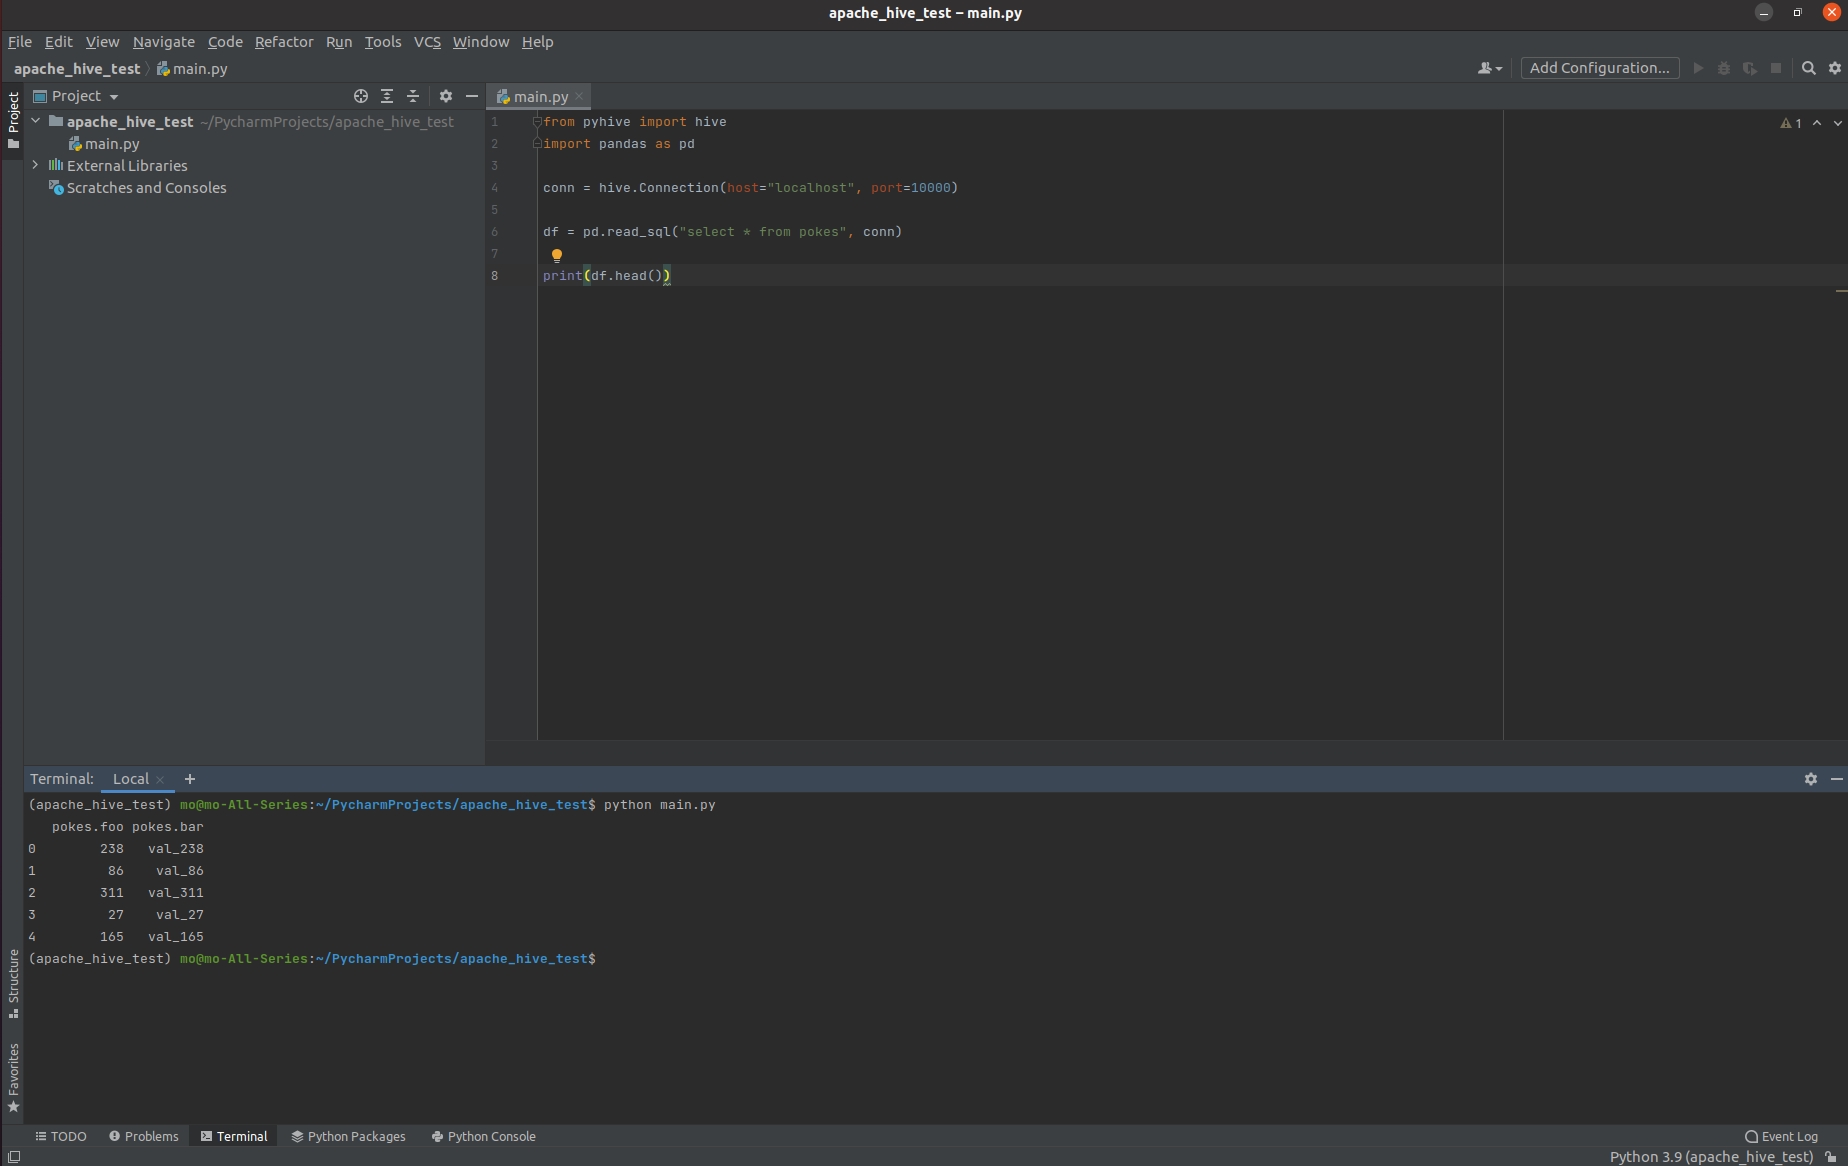 apache_hive_test – main.py
File Edit View Navigate Code Refactor Run Tools VCS Window Help
apache_hive_test main.py
Add Configuration...
Project
Project
main.py
apache_hive_test ~/PycharmProjects/apache_hive_test
main.py
External Libraries
Scratches and Consoles
1 from pyhive import hive
2 import pandas as pd
3
4 conn = hive.Connection(host="localhost", port=10000)
5
6 df = pd.read_sql("select * from pokes", conn)
7
8 print(df.head())
1
Terminal: Local
(apache_hive_test) mo@mo-All-Series:~/PycharmProjects/apache_hive_test$ python main.py
pokes.foo pokes.bar
0 238 val_238
1 86 val_86
2 311 val_311
3 27 val_27
4 165 val_165
(apache_hive_test) mo@mo-All-Series:~/PycharmProjects/apache_hive_test$
Structure
Favorites
TODO Problems Terminal Python Packages Python Console Event Log
Python 3.9 (apache_hive_test)